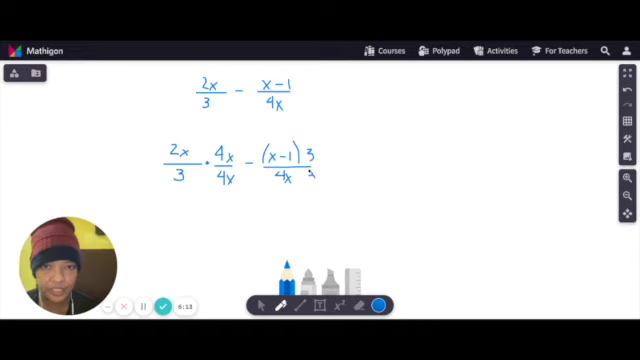 Mathigon Courses Polypad Activities For Teachers
2x/3 − x−1/4x
2x/3 • 4x/4x − (x−1) 3/4x
6:13
T x²